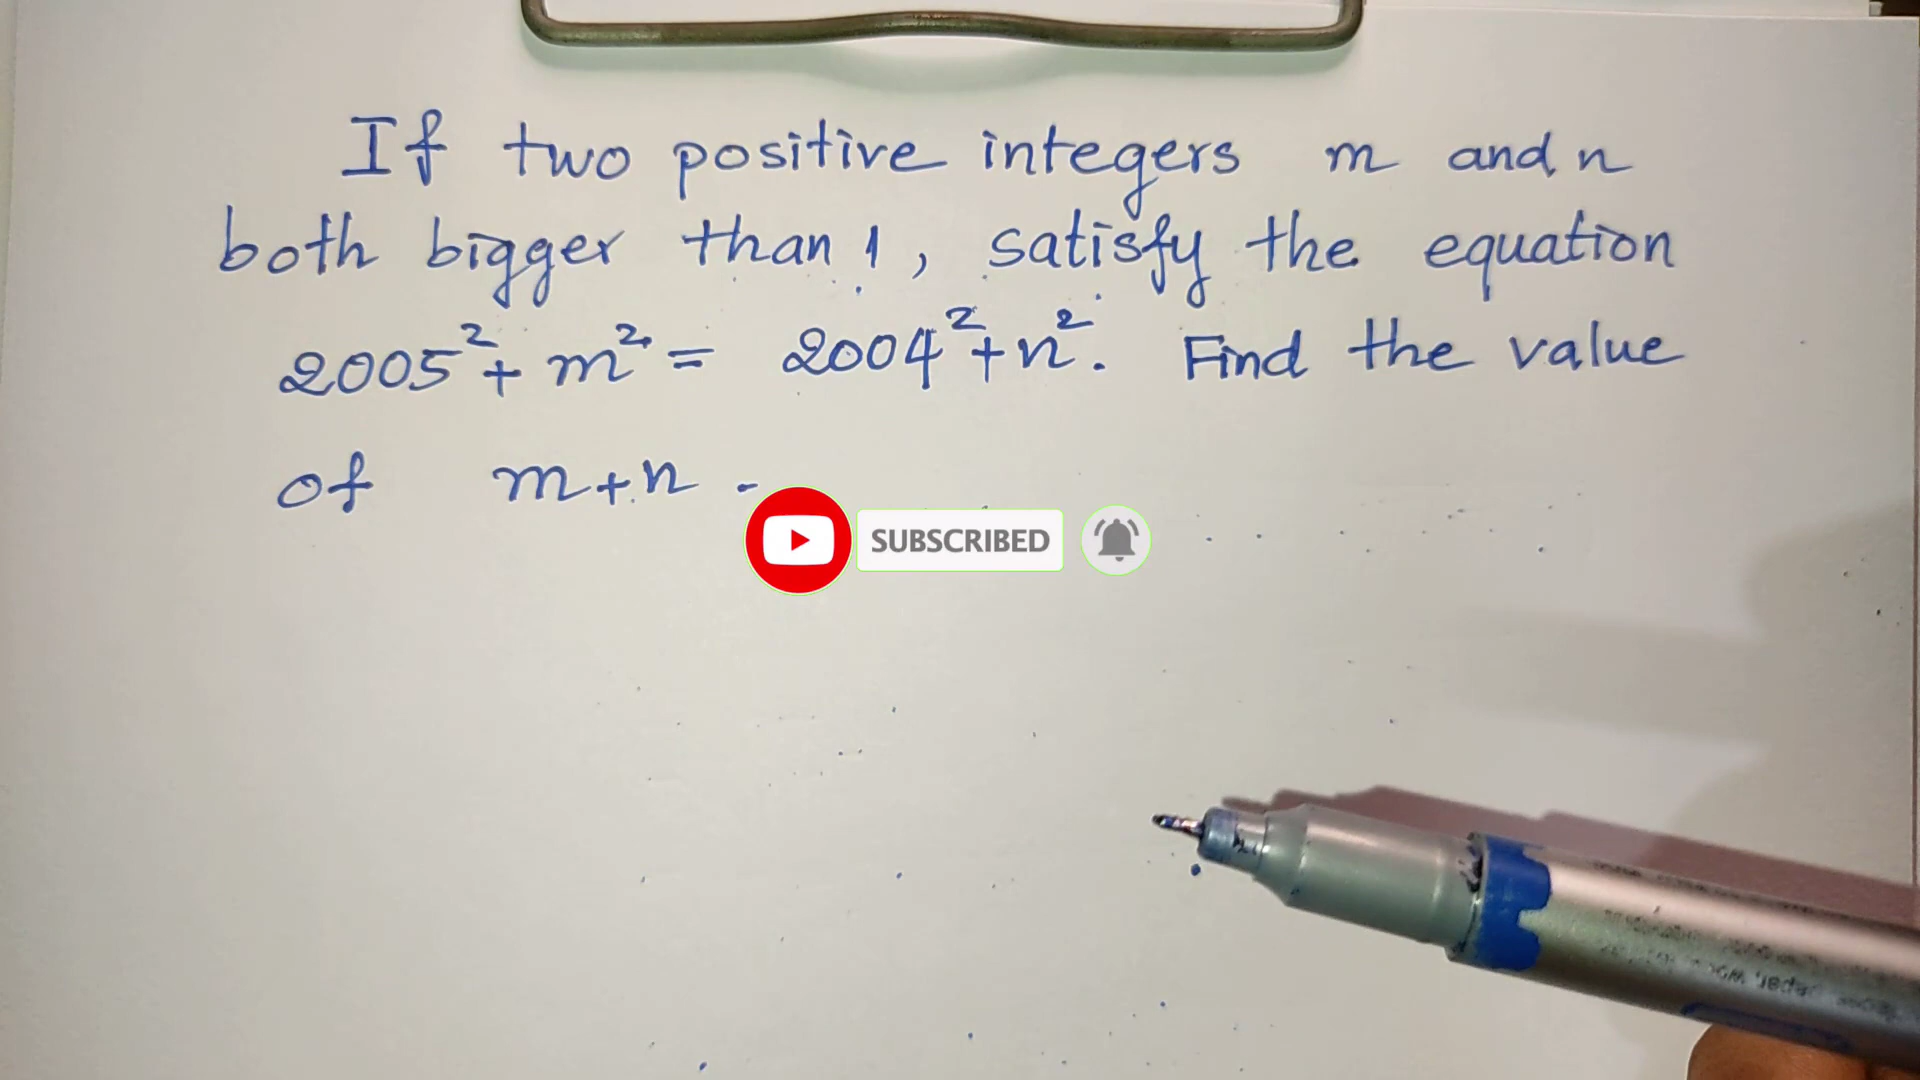 If two positive integers m and n
both bigger than 1, satisfy the equation
2005² + m² = 2004² + n². Find the value
of m+n.
SUBSCRIBED